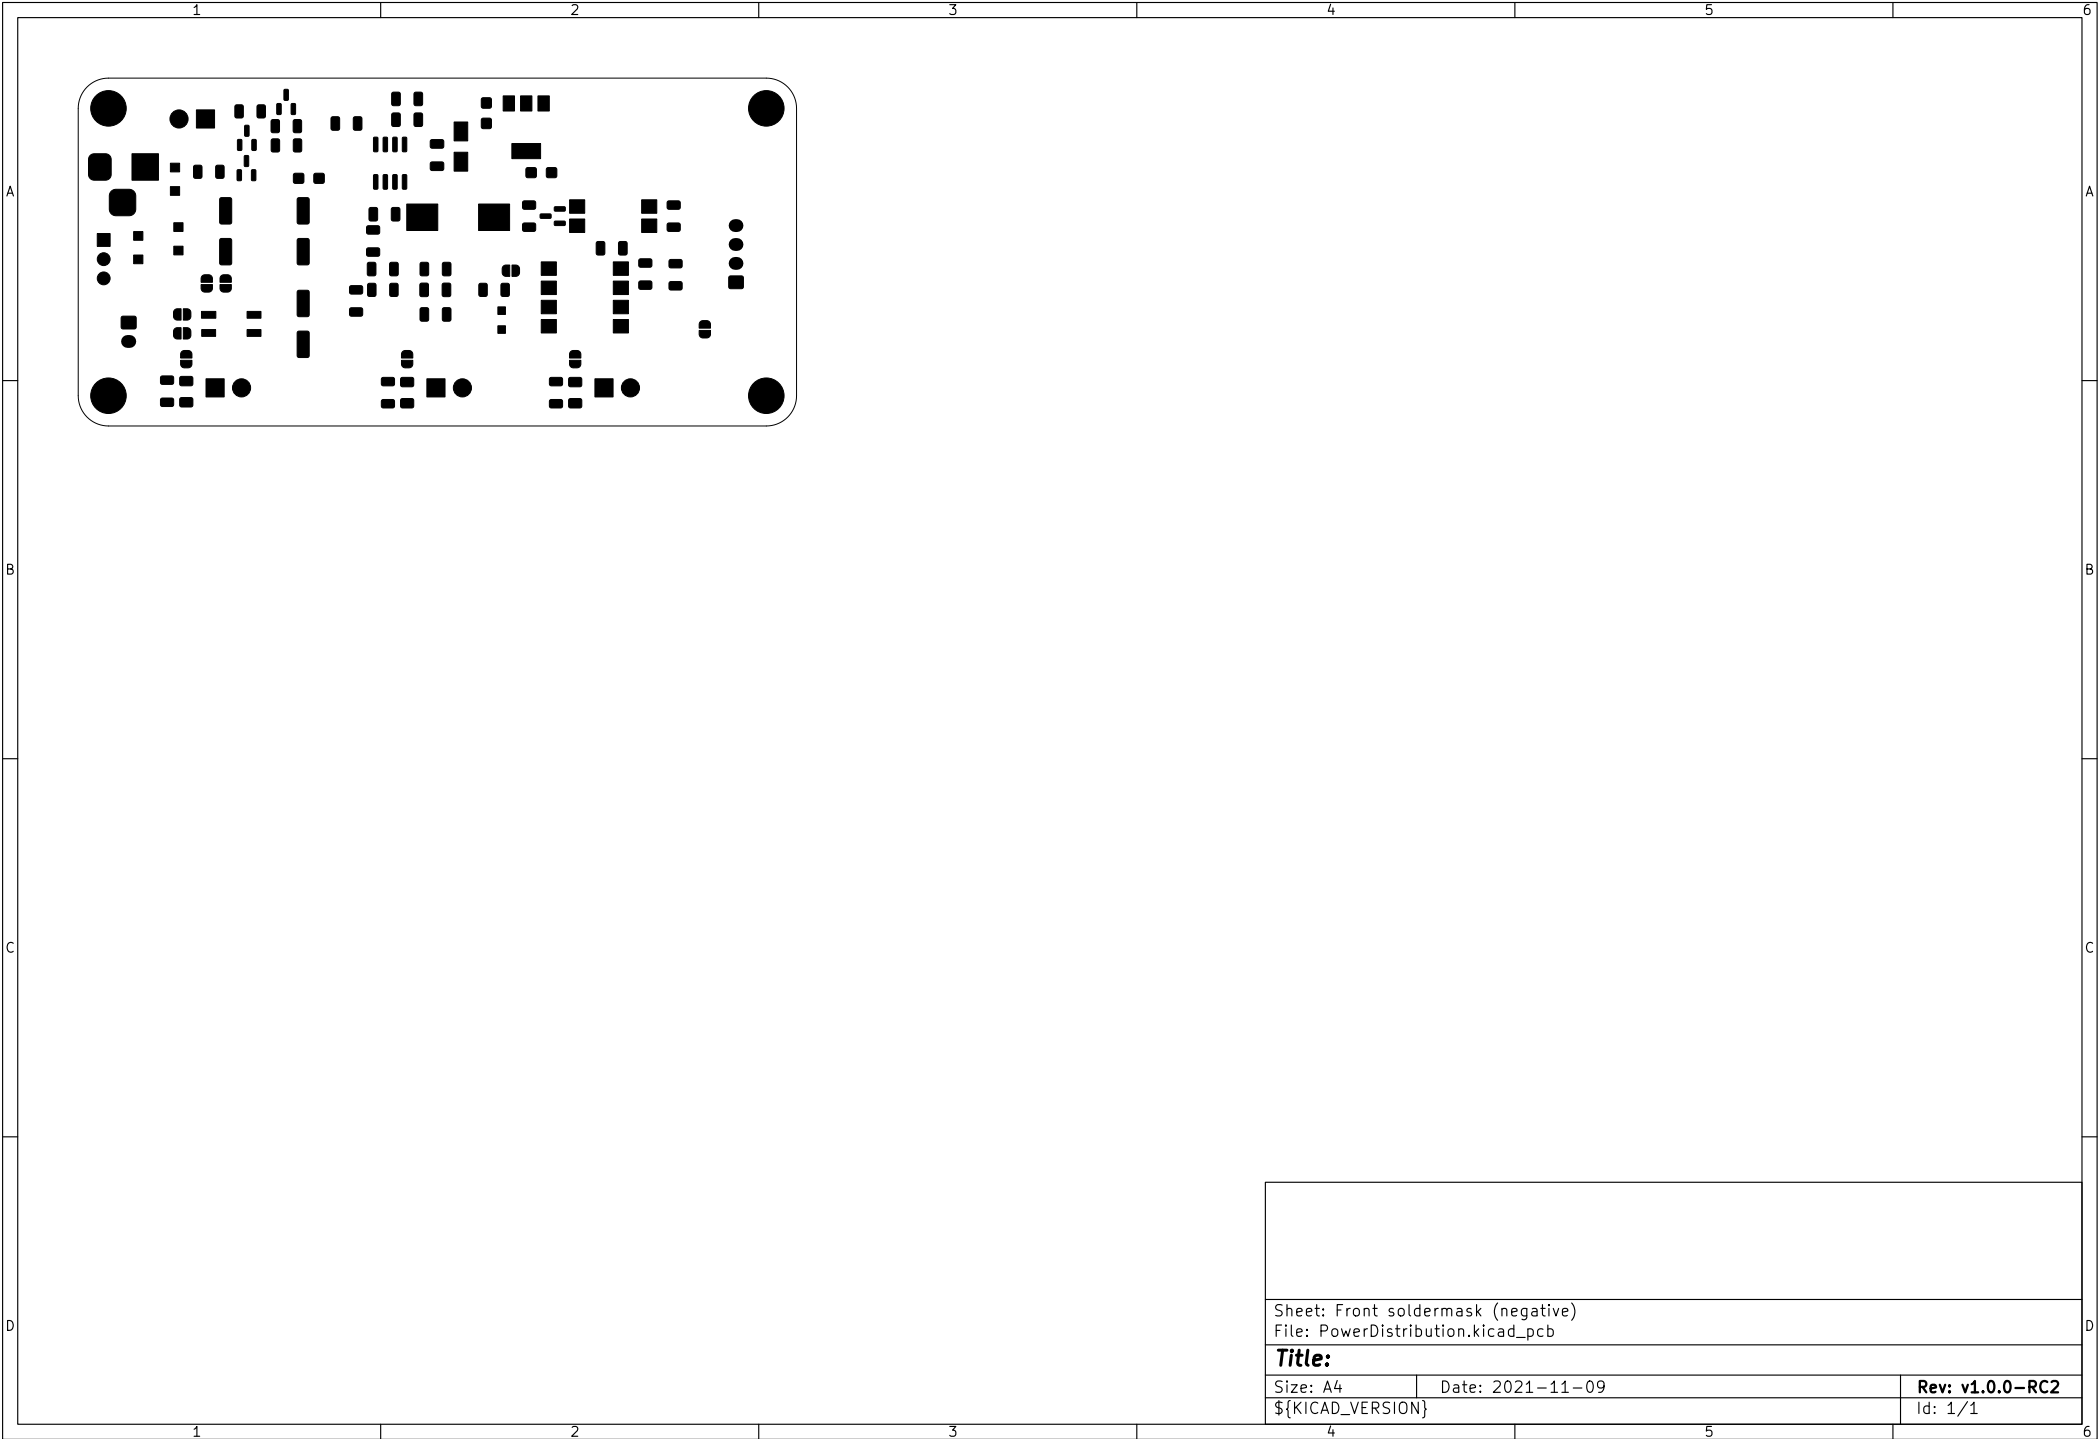 1 2 3 4 5 6
A A
B B
C C
D D
Sheet: Front soldermask (negative)
File: PowerDistribution.kicad_pcb
Title:
Size: A4 Date: 2021-11-09 Rev: v1.0.0-RC2
${KICAD_VERSION} Id: 1/1
1 2 3 4 5 6